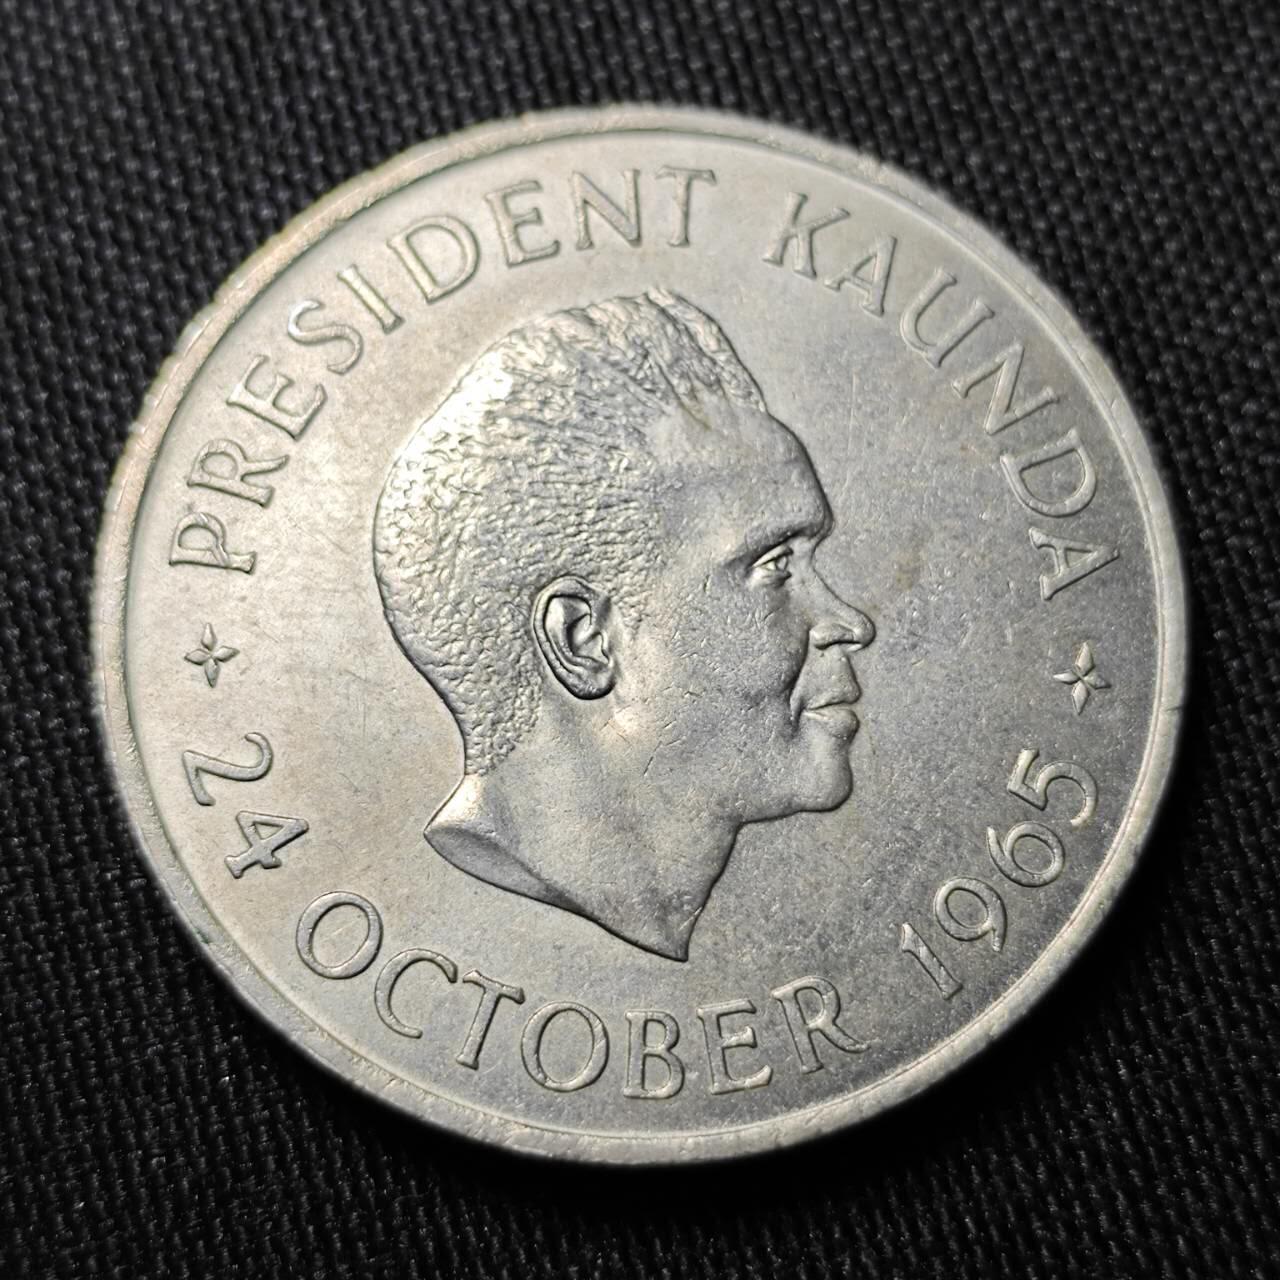 PRESIDENT KAUNDA
24 OCTOBER 1965